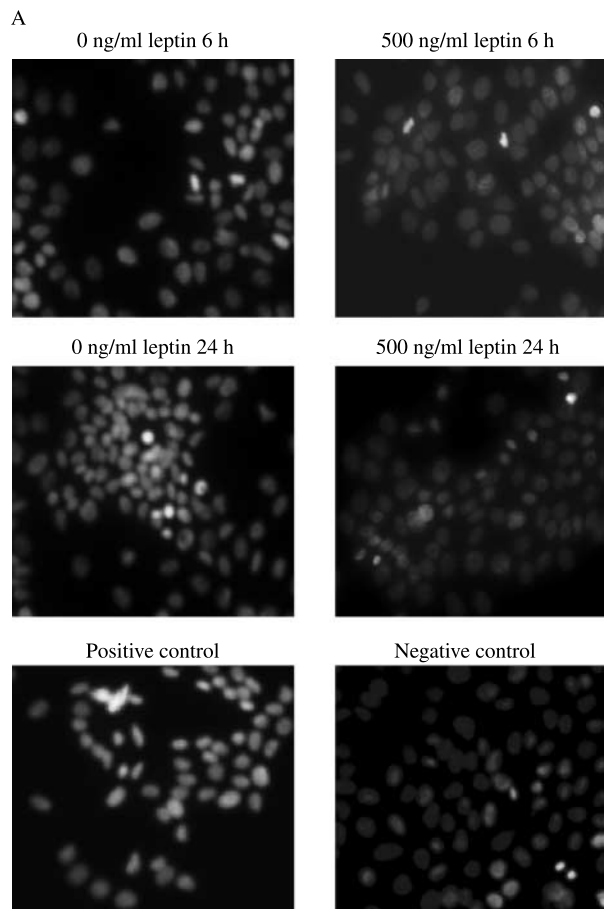 A
0 ng/ml leptin 6 h
500 ng/ml leptin 6 h
0 ng/ml leptin 24 h
500 ng/ml leptin 24 h
Positive control
Negative control